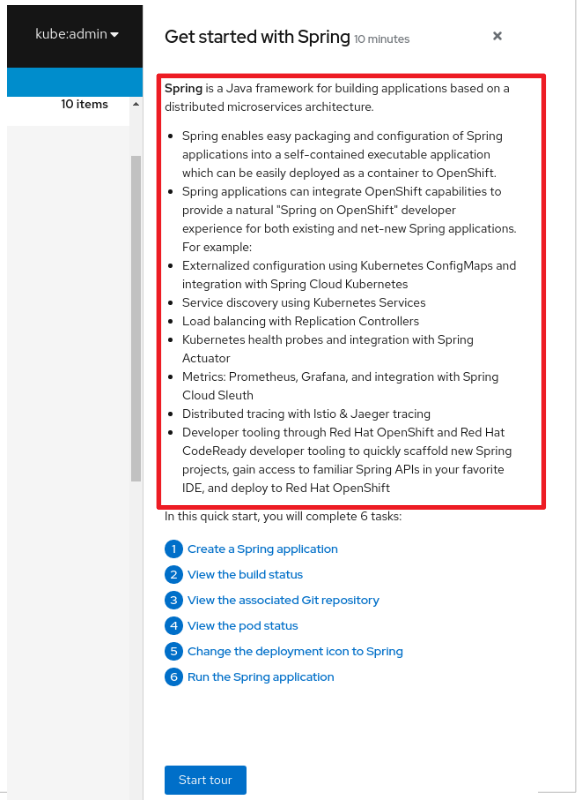 kube:admin
Get started with Spring 10 minutes
10 items
Spring is a Java framework for building applications based on a
distributed microservices architecture.
• Spring enables easy packaging and configuration of Spring
applications into a self-contained executable application
which can be easily deployed as a container to OpenShift.
• Spring applications can integrate OpenShift capabilities to
provide a natural "Spring on OpenShift" developer
experience for both existing and net-new Spring applications.
For example:
• Externalized configuration using Kubernetes ConfigMaps and
integration with Spring Cloud Kubernetes
• Service discovery using Kubernetes Services
• Load balancing with Replication Controllers
• Kubernetes health probes and integration with Spring
Actuator
• Metrics: Prometheus, Grafana, and integration with Spring
Cloud Sleuth
• Distributed tracing with Istio & Jaeger tracing
• Developer tooling through Red Hat OpenShift and Red Hat
CodeReady developer tooling to quickly scaffold new Spring
projects, gain access to familiar Spring APIs in your favorite
IDE, and deploy to Red Hat OpenShift
In this quick start, you will complete 6 tasks:
1 Create a Spring application
2 View the build status
3 View the associated Git repository
4 View the pod status
5 Change the deployment icon to Spring
6 Run the Spring application
Start tour